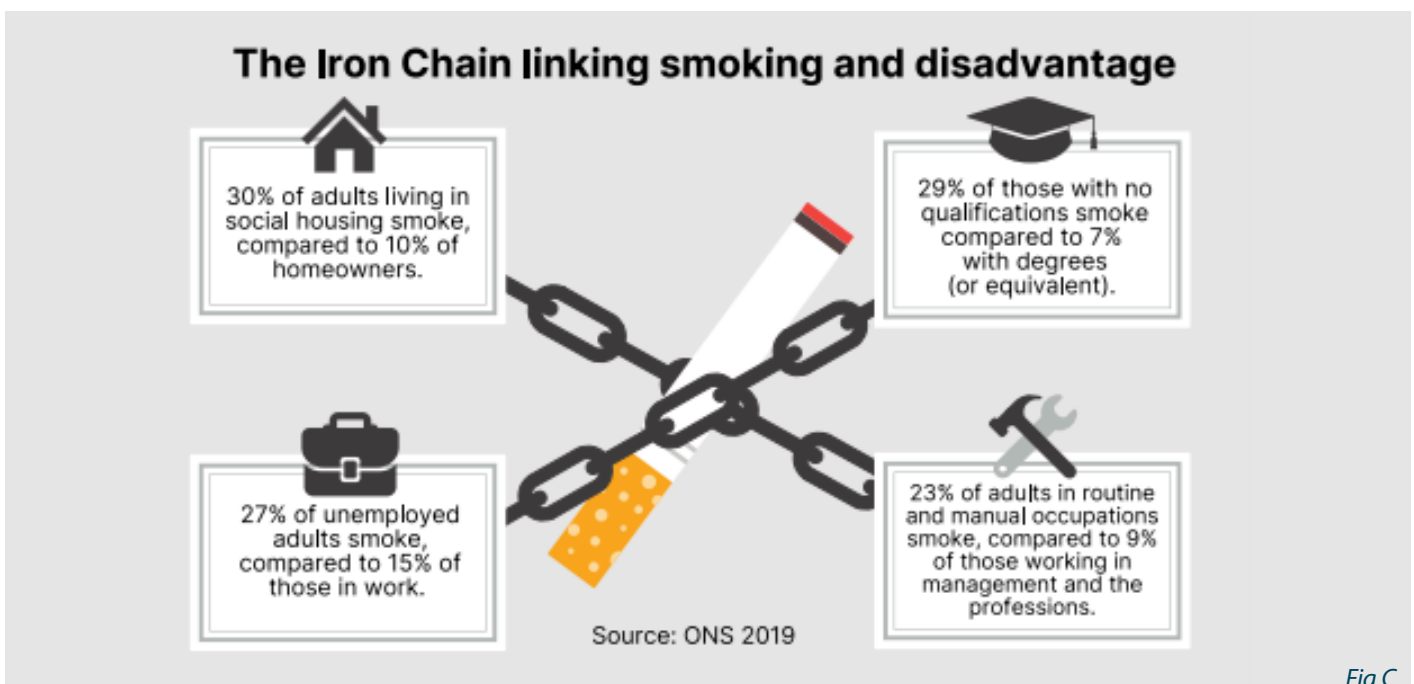 The Iron Chain linking smoking and disadvantage
30% of adults living in
social housing smoke,
compared to 10% of
homeowners.
29% of those with no
qualifications smoke
compared to 7%
with degrees
(or equivalent).
27% of unemployed
adults smoke,
compared to 15% of
those in work.
23% of adults in routine
and manual occupations
smoke, compared to 9%
of those working in
management and the
professions.
Source: ONS 2019
Fig C